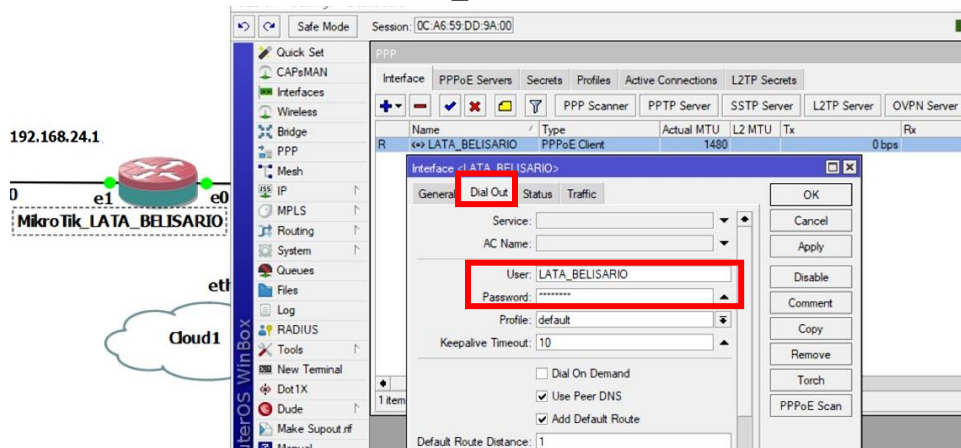 Safe Mode Session: 0C:A6:59:DD:9A:00
Quick Set
CAPsMAN
Interfaces
Wireless
Bridge
PPP
Mesh
IP
MPLS
Routing
System
Queues
Files
Log
RADIUS
Tools
New Terminal
Dot1X
Dude
Make Supout.rif
Manual
terOS WinBox
192.168.24.1
0 e1 e0
MikroTik_LATA_BELISARIO
eth
Cloud1
PPP
Interface PPPoE Servers Secrets Profiles Active Connections L2TP Secrets
PPP Scanner PPTP Server SSTP Server L2TP Server OVPN Server
Name Type Actual MTU L2 MTU Tx Rx
R <•> LATA_BELISARIO PPPoE Client 1480 0 bps
Interface <LATA_BELISARIO>
General Dial Out Status Traffic
Service:
AC Name:
User: LATA_BELISARIO
Password: ********
Profile: default
Keepalive Timeout: 10
Dial On Demand
Use Peer DNS
Add Default Route
Default Route Distance: 1
OK
Cancel
Apply
Disable
Comment
Copy
Remove
Torch
PPPoE Scan
1 item